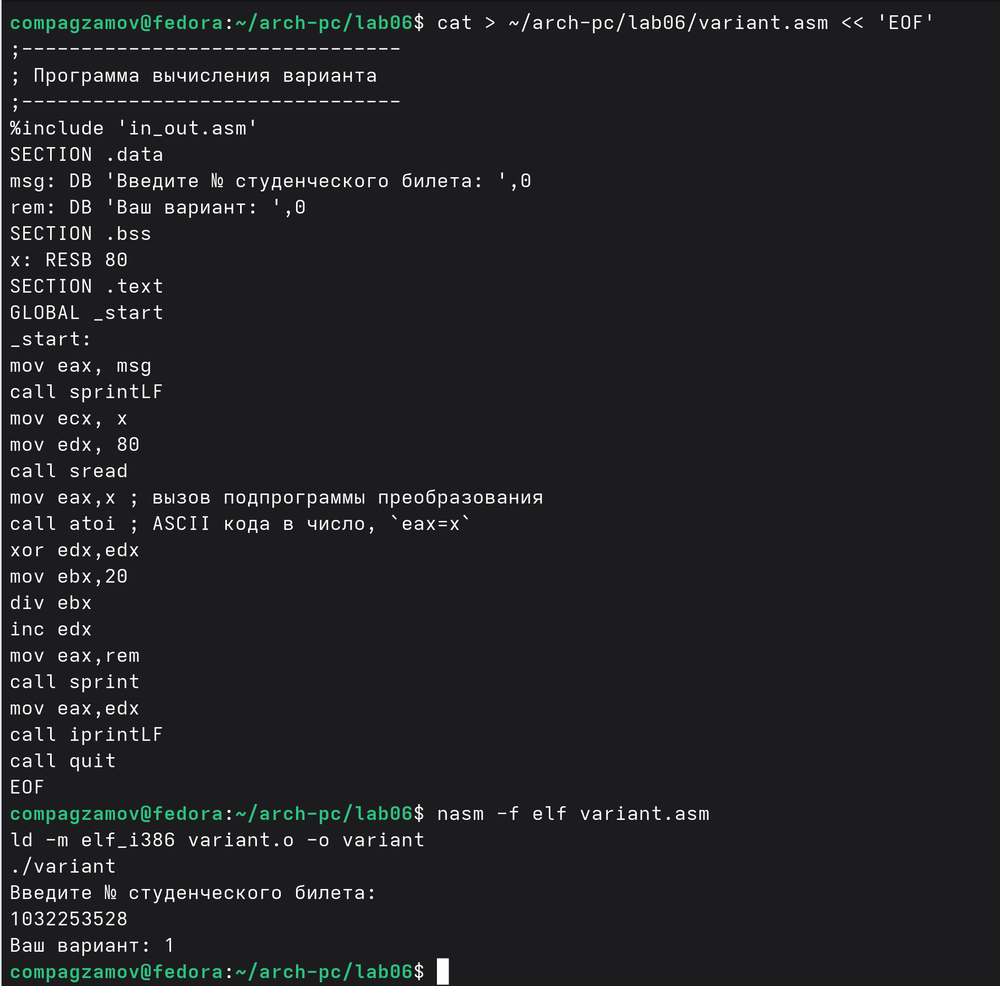 compagzamov@fedora:~/arch-pc/lab06$ cat > ~/arch-pc/lab06/variant.asm << 'EOF'
;--------------------------------
; Программа вычисления варианта
;--------------------------------
%include 'in_out.asm'
SECTION .data
msg: DB 'Введите № студенческого билета: ',0
rem: DB 'Ваш вариант: ',0
SECTION .bss
x: RESB 80
SECTION .text
GLOBAL _start
_start:
mov eax, msg
call sprintLF
mov ecx, x
mov edx, 80
call sread
mov eax,x ; вызов подпрограммы преобразования
call atoi ; ASCII кода в число, `eax=x`
xor edx,edx
mov ebx,20
div ebx
inc edx
mov eax,rem
call sprint
mov eax,edx
call iprintLF
call quit
EOF
compagzamov@fedora:~/arch-pc/lab06$ nasm -f elf variant.asm
ld -m elf_i386 variant.o -o variant
./variant
Введите № студенческого билета:
1032253528
Ваш вариант: 1
compagzamov@fedora:~/arch-pc/lab06$